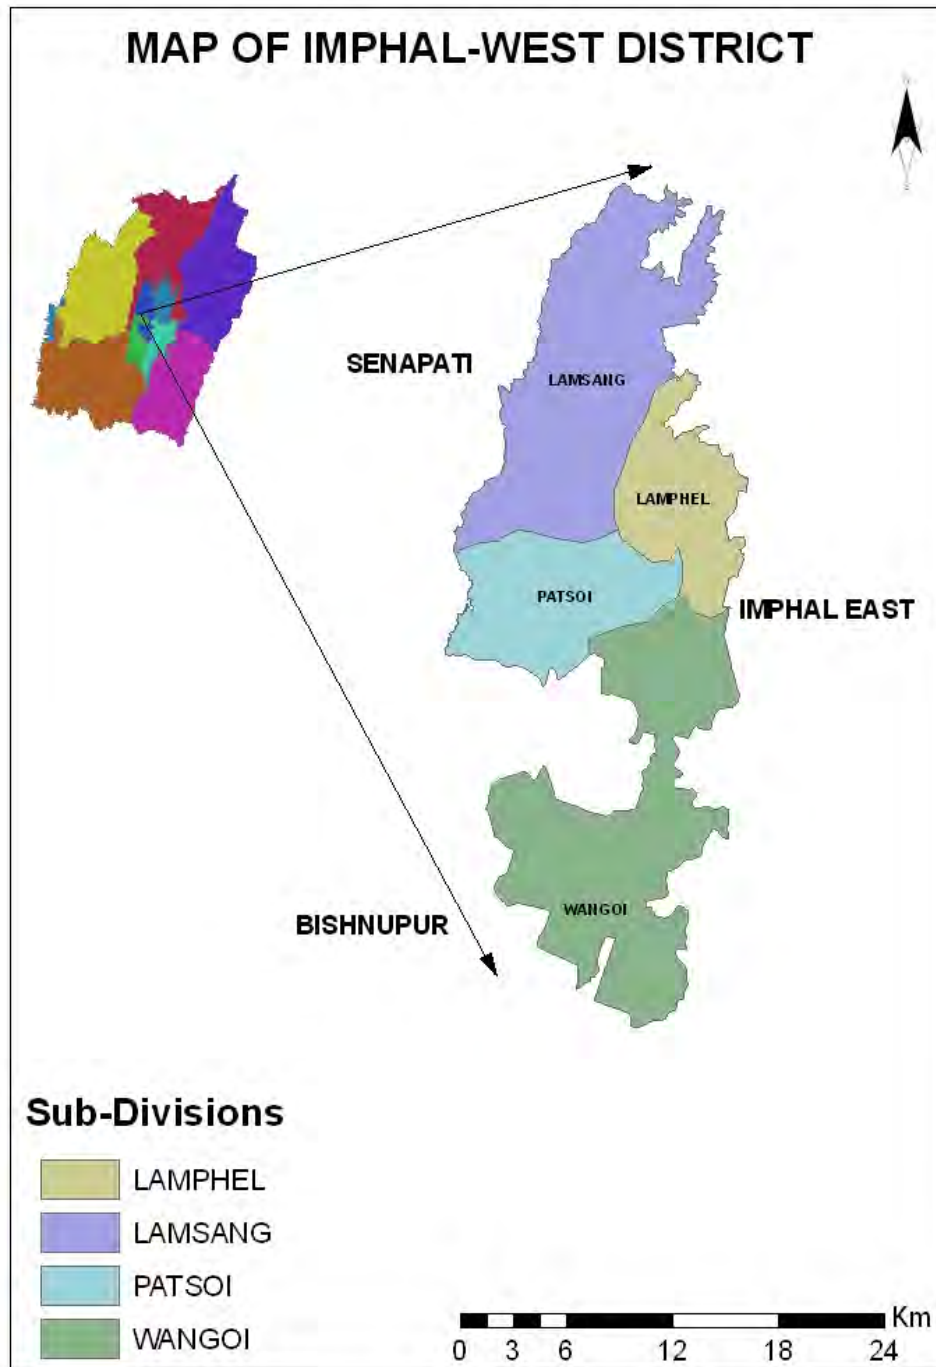 MAP OF IMPHAL-WEST DISTRICT
SENAPATI
LAMSANG
LAMPHEL
PATSOI
IMPHAL EAST
WANGOI
BISHNUPUR
Sub-Divisions
LAMPHEL
LAMSANG
PATSOI
WANGOI
Km
0 3 6 12 18 24